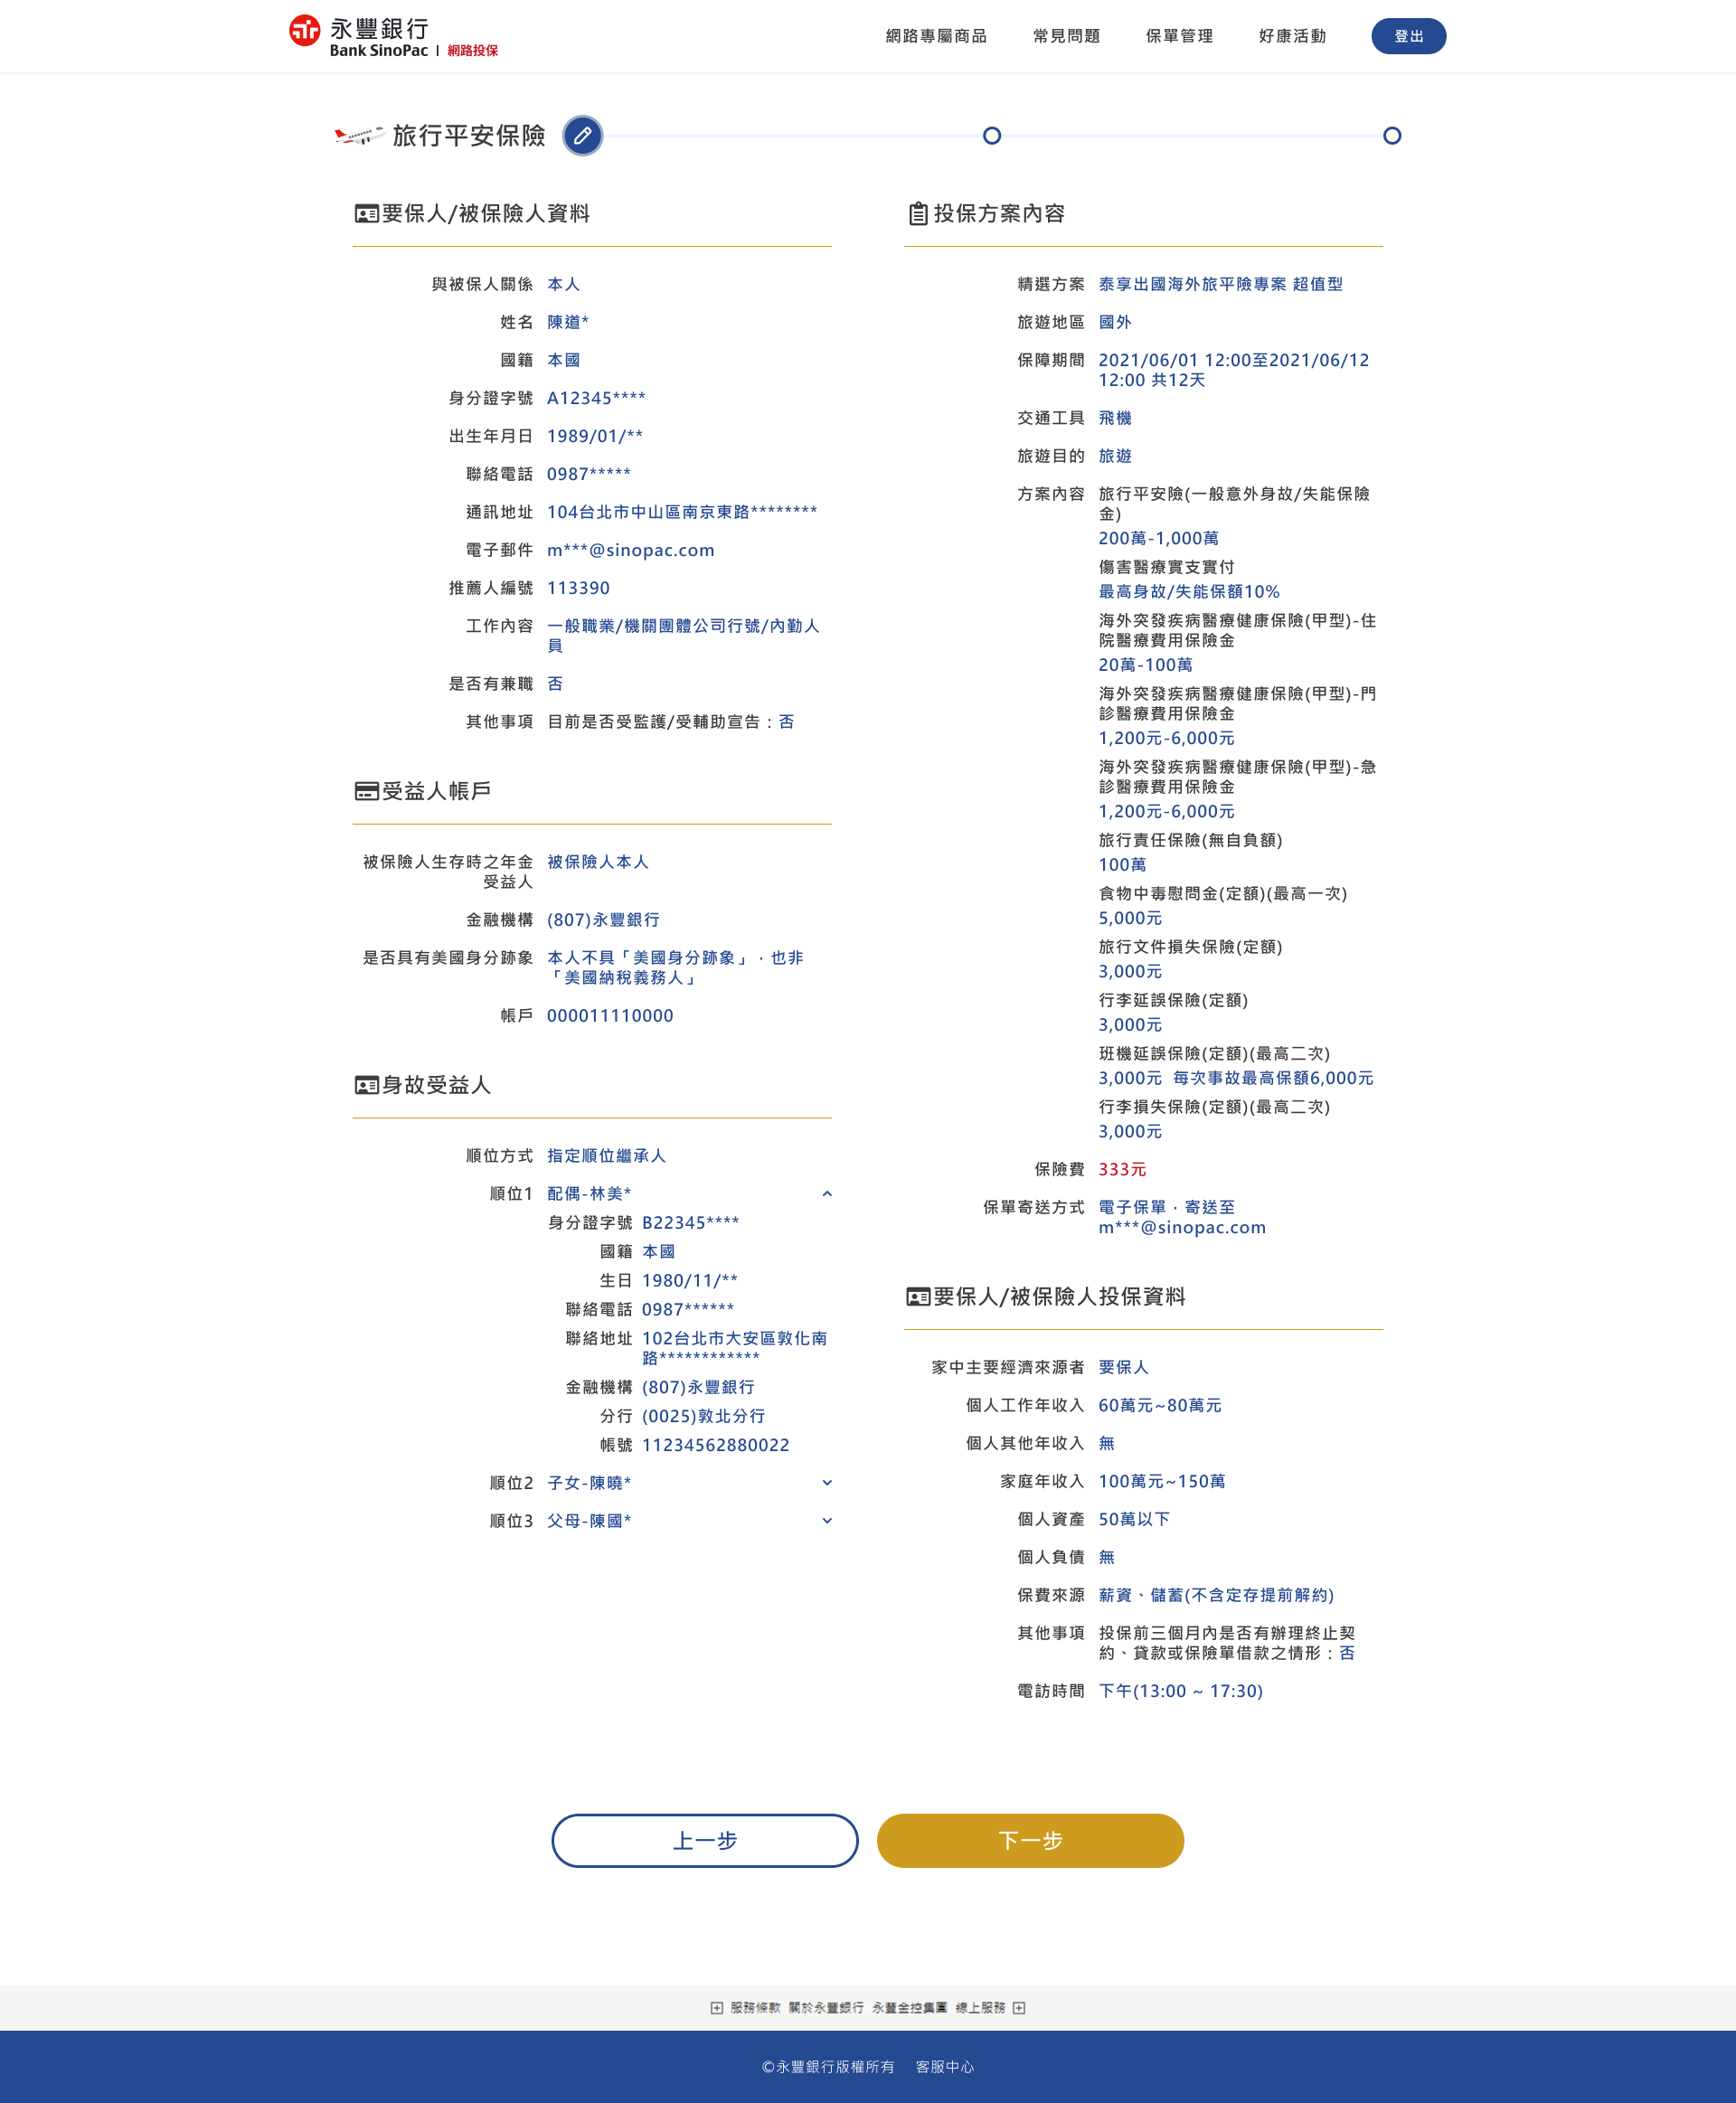 永豐銀行
Bank SinoPac | 網路投保
網路專屬商品 常見問題 保單管理 好康活動 登出
旅行平安保險
要保人/被保險人資料
與被保人關係 本人
姓名 陳道*
國籍 本國
身分證字號 A12345****
出生年月日 1989/01/**
聯絡電話 0987*****
通訊地址 104台北市中山區南京東路********
電子郵件 m***@sinopac.com
推薦人編號 113390
工作內容 一般職業/機關團體公司行號/內勤人
員
是否有兼職 否
其他事項 目前是否受監護/受輔助宣告：否
受益人帳戶
被保險人生存時之年金 被保險人本人
受益人
金融機構 (807)永豐銀行
是否具有美國身分跡象 本人不具「美國身分跡象」，也非
「美國納稅義務人」
帳戶 000011110000
身故受益人
順位方式 指定順位繼承人
順位1 配偶-林美*
身分證字號 B22345****
國籍 本國
生日 1980/11/**
聯絡電話 0987******
聯絡地址 102台北市大安區敦化南
路************
金融機構 (807)永豐銀行
分行 (0025)敦北分行
帳號 11234562880022
順位2 子女-陳曉*
順位3 父母-陳國*
投保方案內容
精選方案 泰享出國海外旅平險專案 超值型
旅遊地區 國外
保障期間 2021/06/01 12:00至2021/06/12
12:00 共12天
交通工具 飛機
旅遊目的 旅遊
方案內容 旅行平安險(一般意外身故/失能保險
金)
200萬-1,000萬
傷害醫療實支實付
最高身故/失能保額10%
海外突發疾病醫療健康保險(甲型)-住
院醫療費用保險金
20萬-100萬
海外突發疾病醫療健康保險(甲型)-門
診醫療費用保險金
1,200元-6,000元
海外突發疾病醫療健康保險(甲型)-急
診醫療費用保險金
1,200元-6,000元
旅行責任保險(無自負額)
100萬
食物中毒慰問金(定額)(最高一次)
5,000元
旅行文件損失保險(定額)
3,000元
行李延誤保險(定額)
3,000元
班機延誤保險(定額)(最高二次)
3,000元 每次事故最高保額6,000元
行李損失保險(定額)(最高二次)
3,000元
保險費 333元
保單寄送方式 電子保單，寄送至
m***@sinopac.com
要保人/被保險人投保資料
家中主要經濟來源者 要保人
個人工作年收入 60萬元~80萬元
個人其他年收入 無
家庭年收入 100萬元~150萬
個人資產 50萬以下
個人負債 無
保費來源 薪資、儲蓄(不含定存提前解約)
其他事項 投保前三個月內是否有辦理終止契
約、貸款或保險單借款之情形：否
電訪時間 下午(13:00 ~ 17:30)
上一步 下一步
服務條款 關於永豐銀行 永豐金控集團 線上服務
©永豐銀行版權所有 客服中心